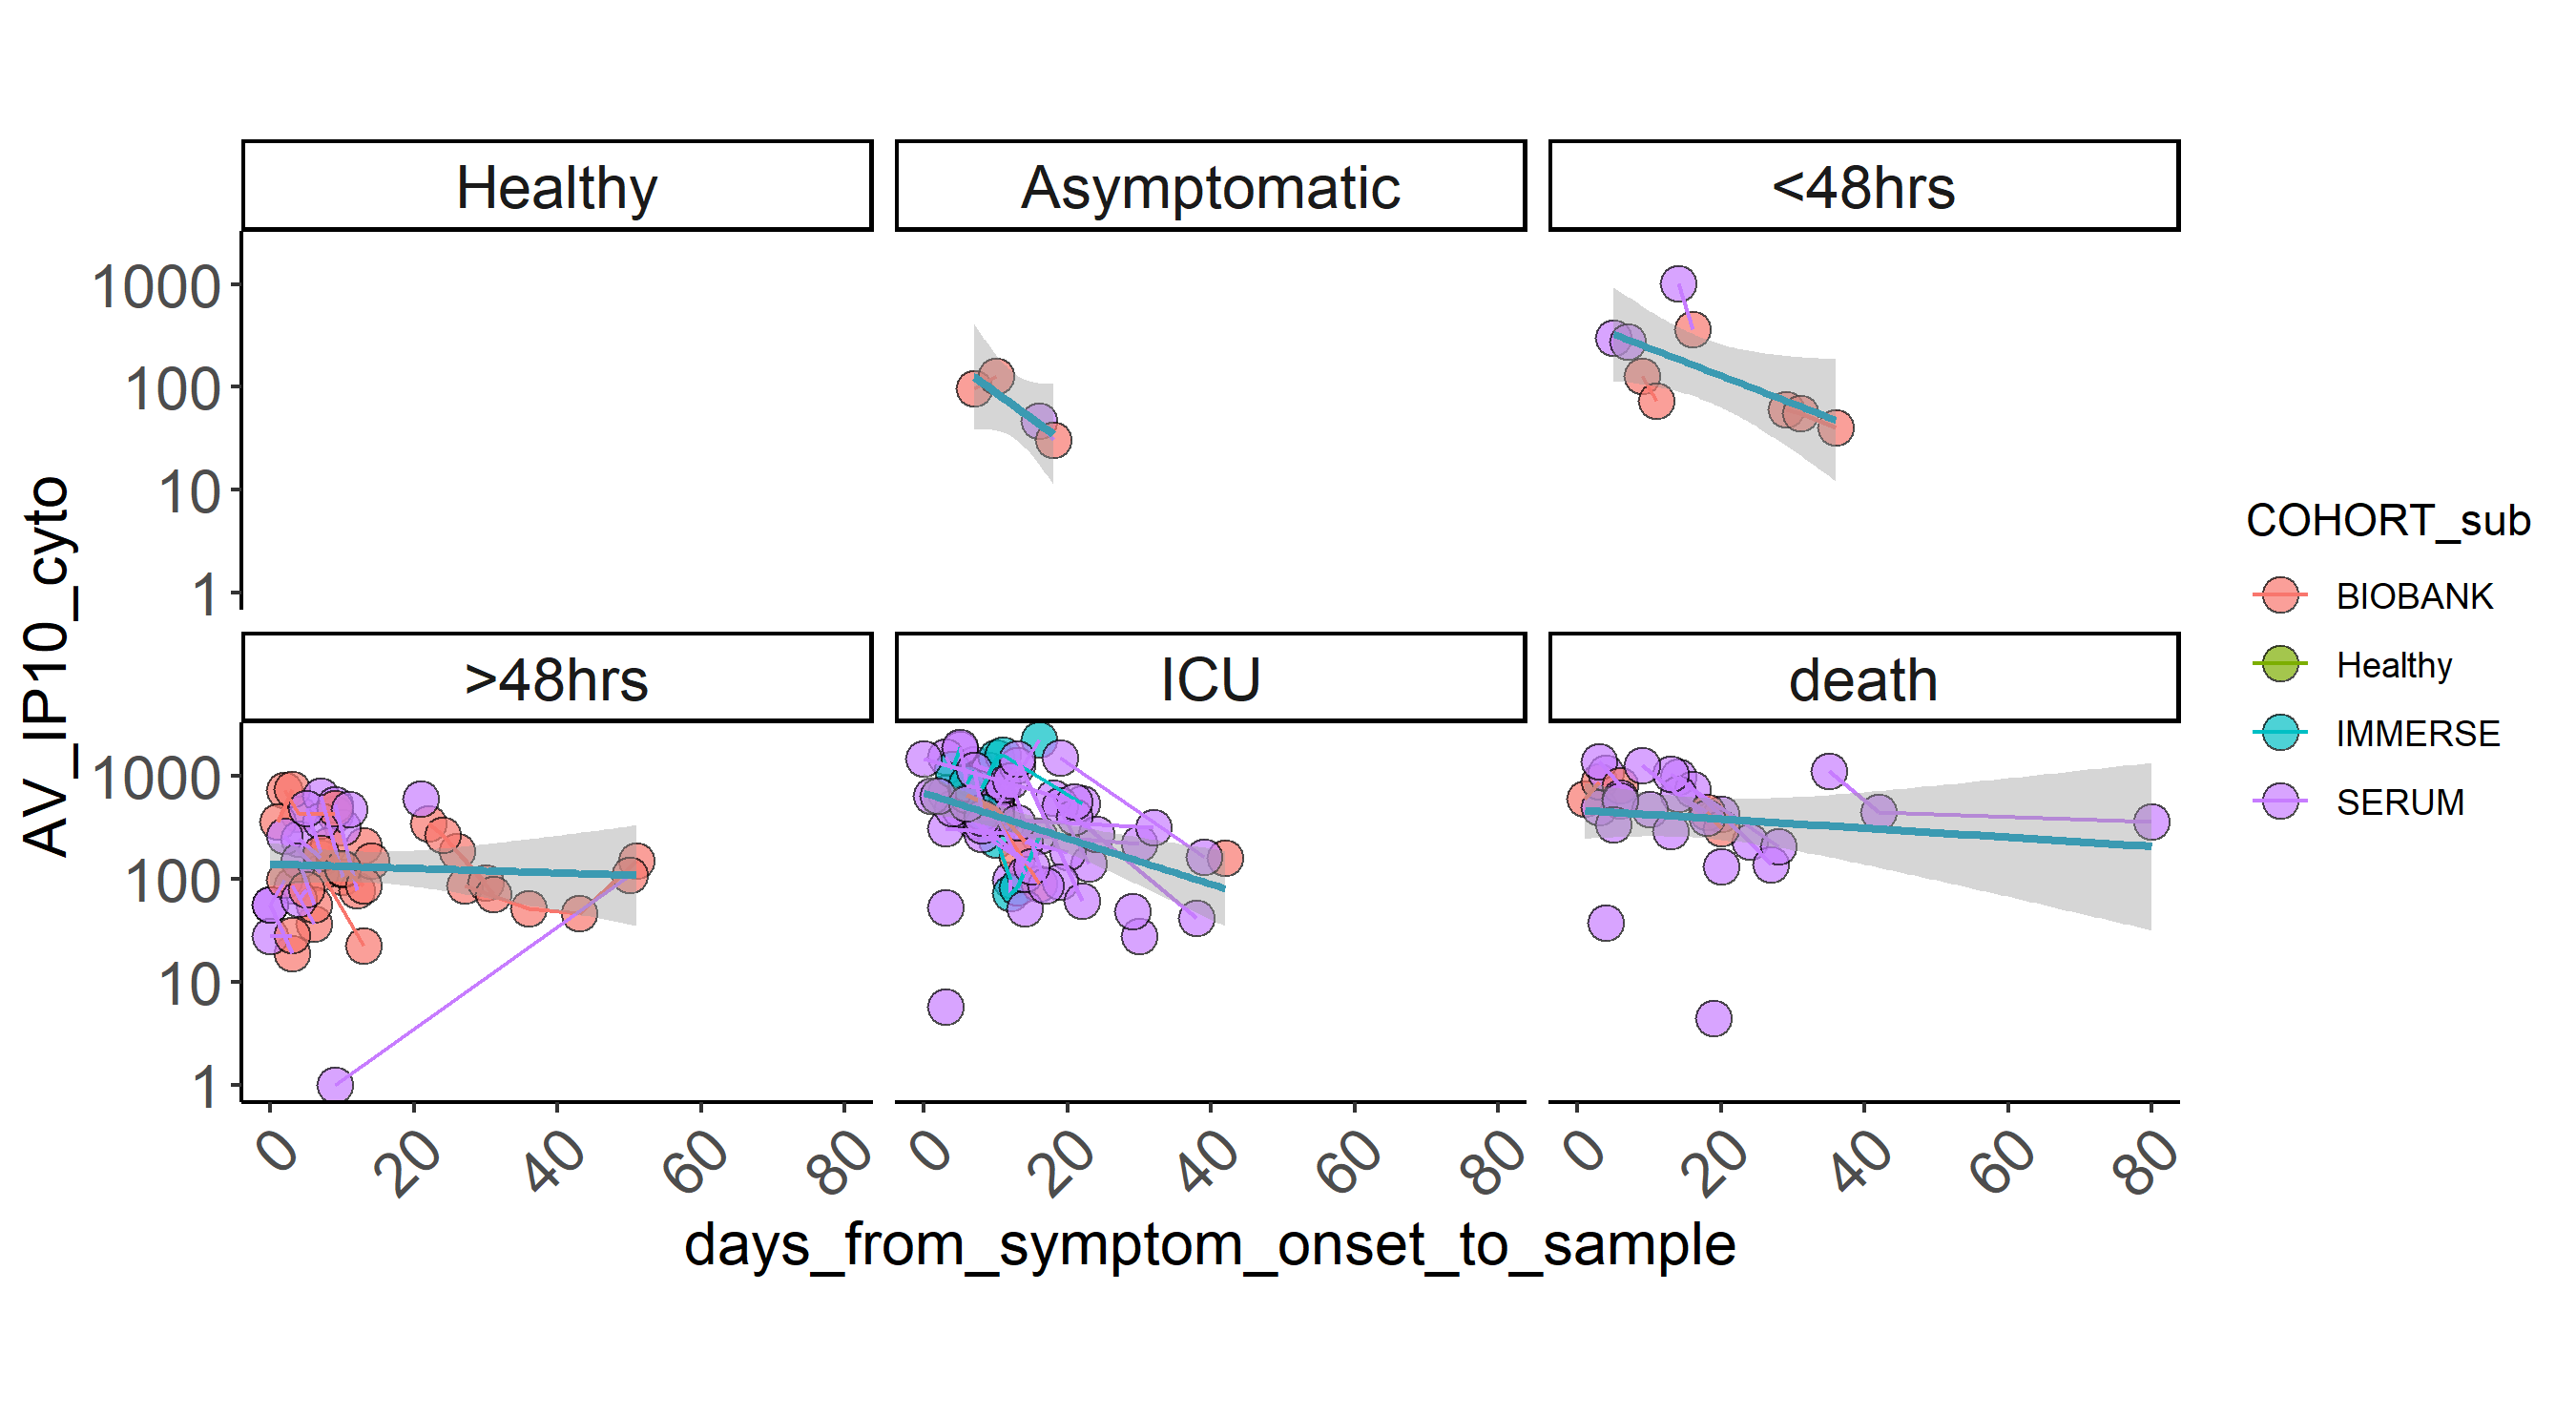 Healthy
Asymptomatic
<48hrs
1000
100
10
1
AV_IP10_cyto
>48hrs
ICU
death
1000
100
10
1
0 20 40 60 80
0 20 40 60 80
0 20 40 60 80
days_from_symptom_onset_to_sample
COHORT_sub
BIOBANK
Healthy
IMMERSE
SERUM